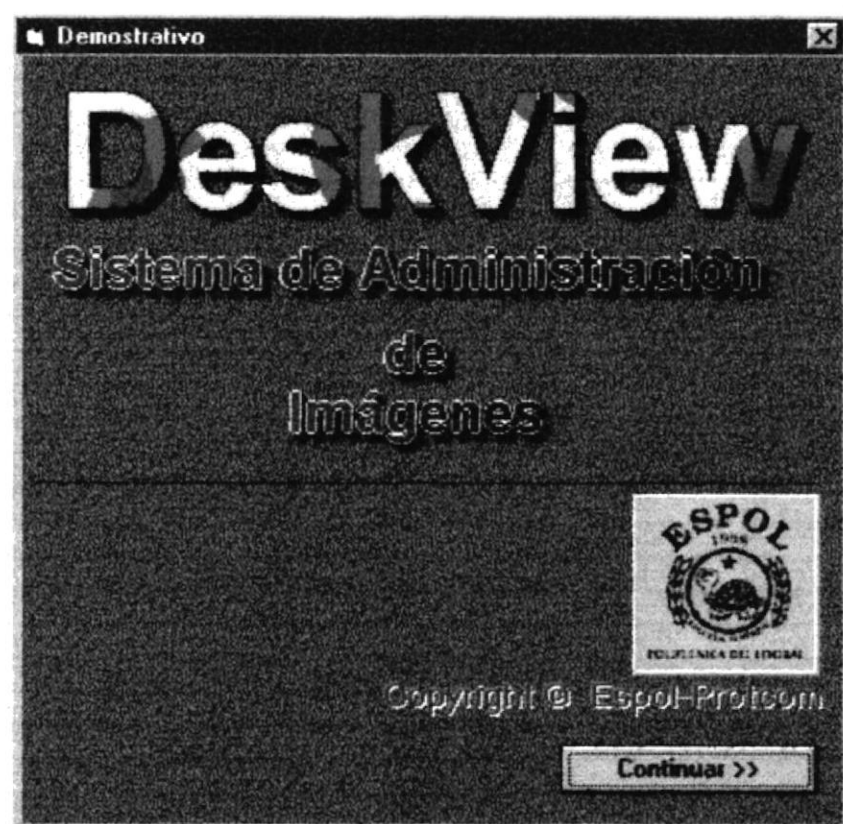 Demostrativo
DeskView
Sistema de Administración
de
Imágenes
ESPOL
POLITECNICA DEL LITORAL
Copyright @ Espol-Protcom
Continuar >>